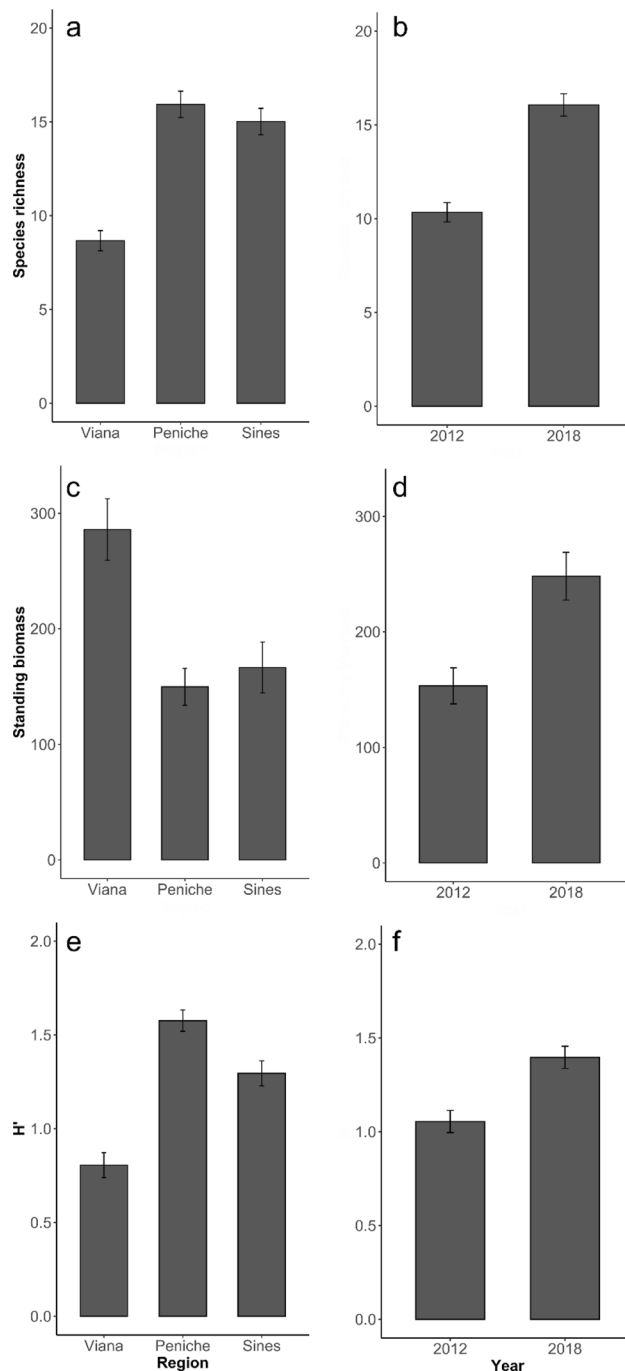 a
20
15
10
5
0
Species richness
Viana Peniche Sines
b
20
15
10
5
0
2012 2018
c
300
200
100
0
Standing biomass
Viana Peniche Sines
d
300
200
100
0
2012 2018
e
2.0
1.5
1.0
0.5
0.0
H'
Viana Peniche Sines
Region
f
2.0
1.5
1.0
0.5
0.0
2012 2018
Year